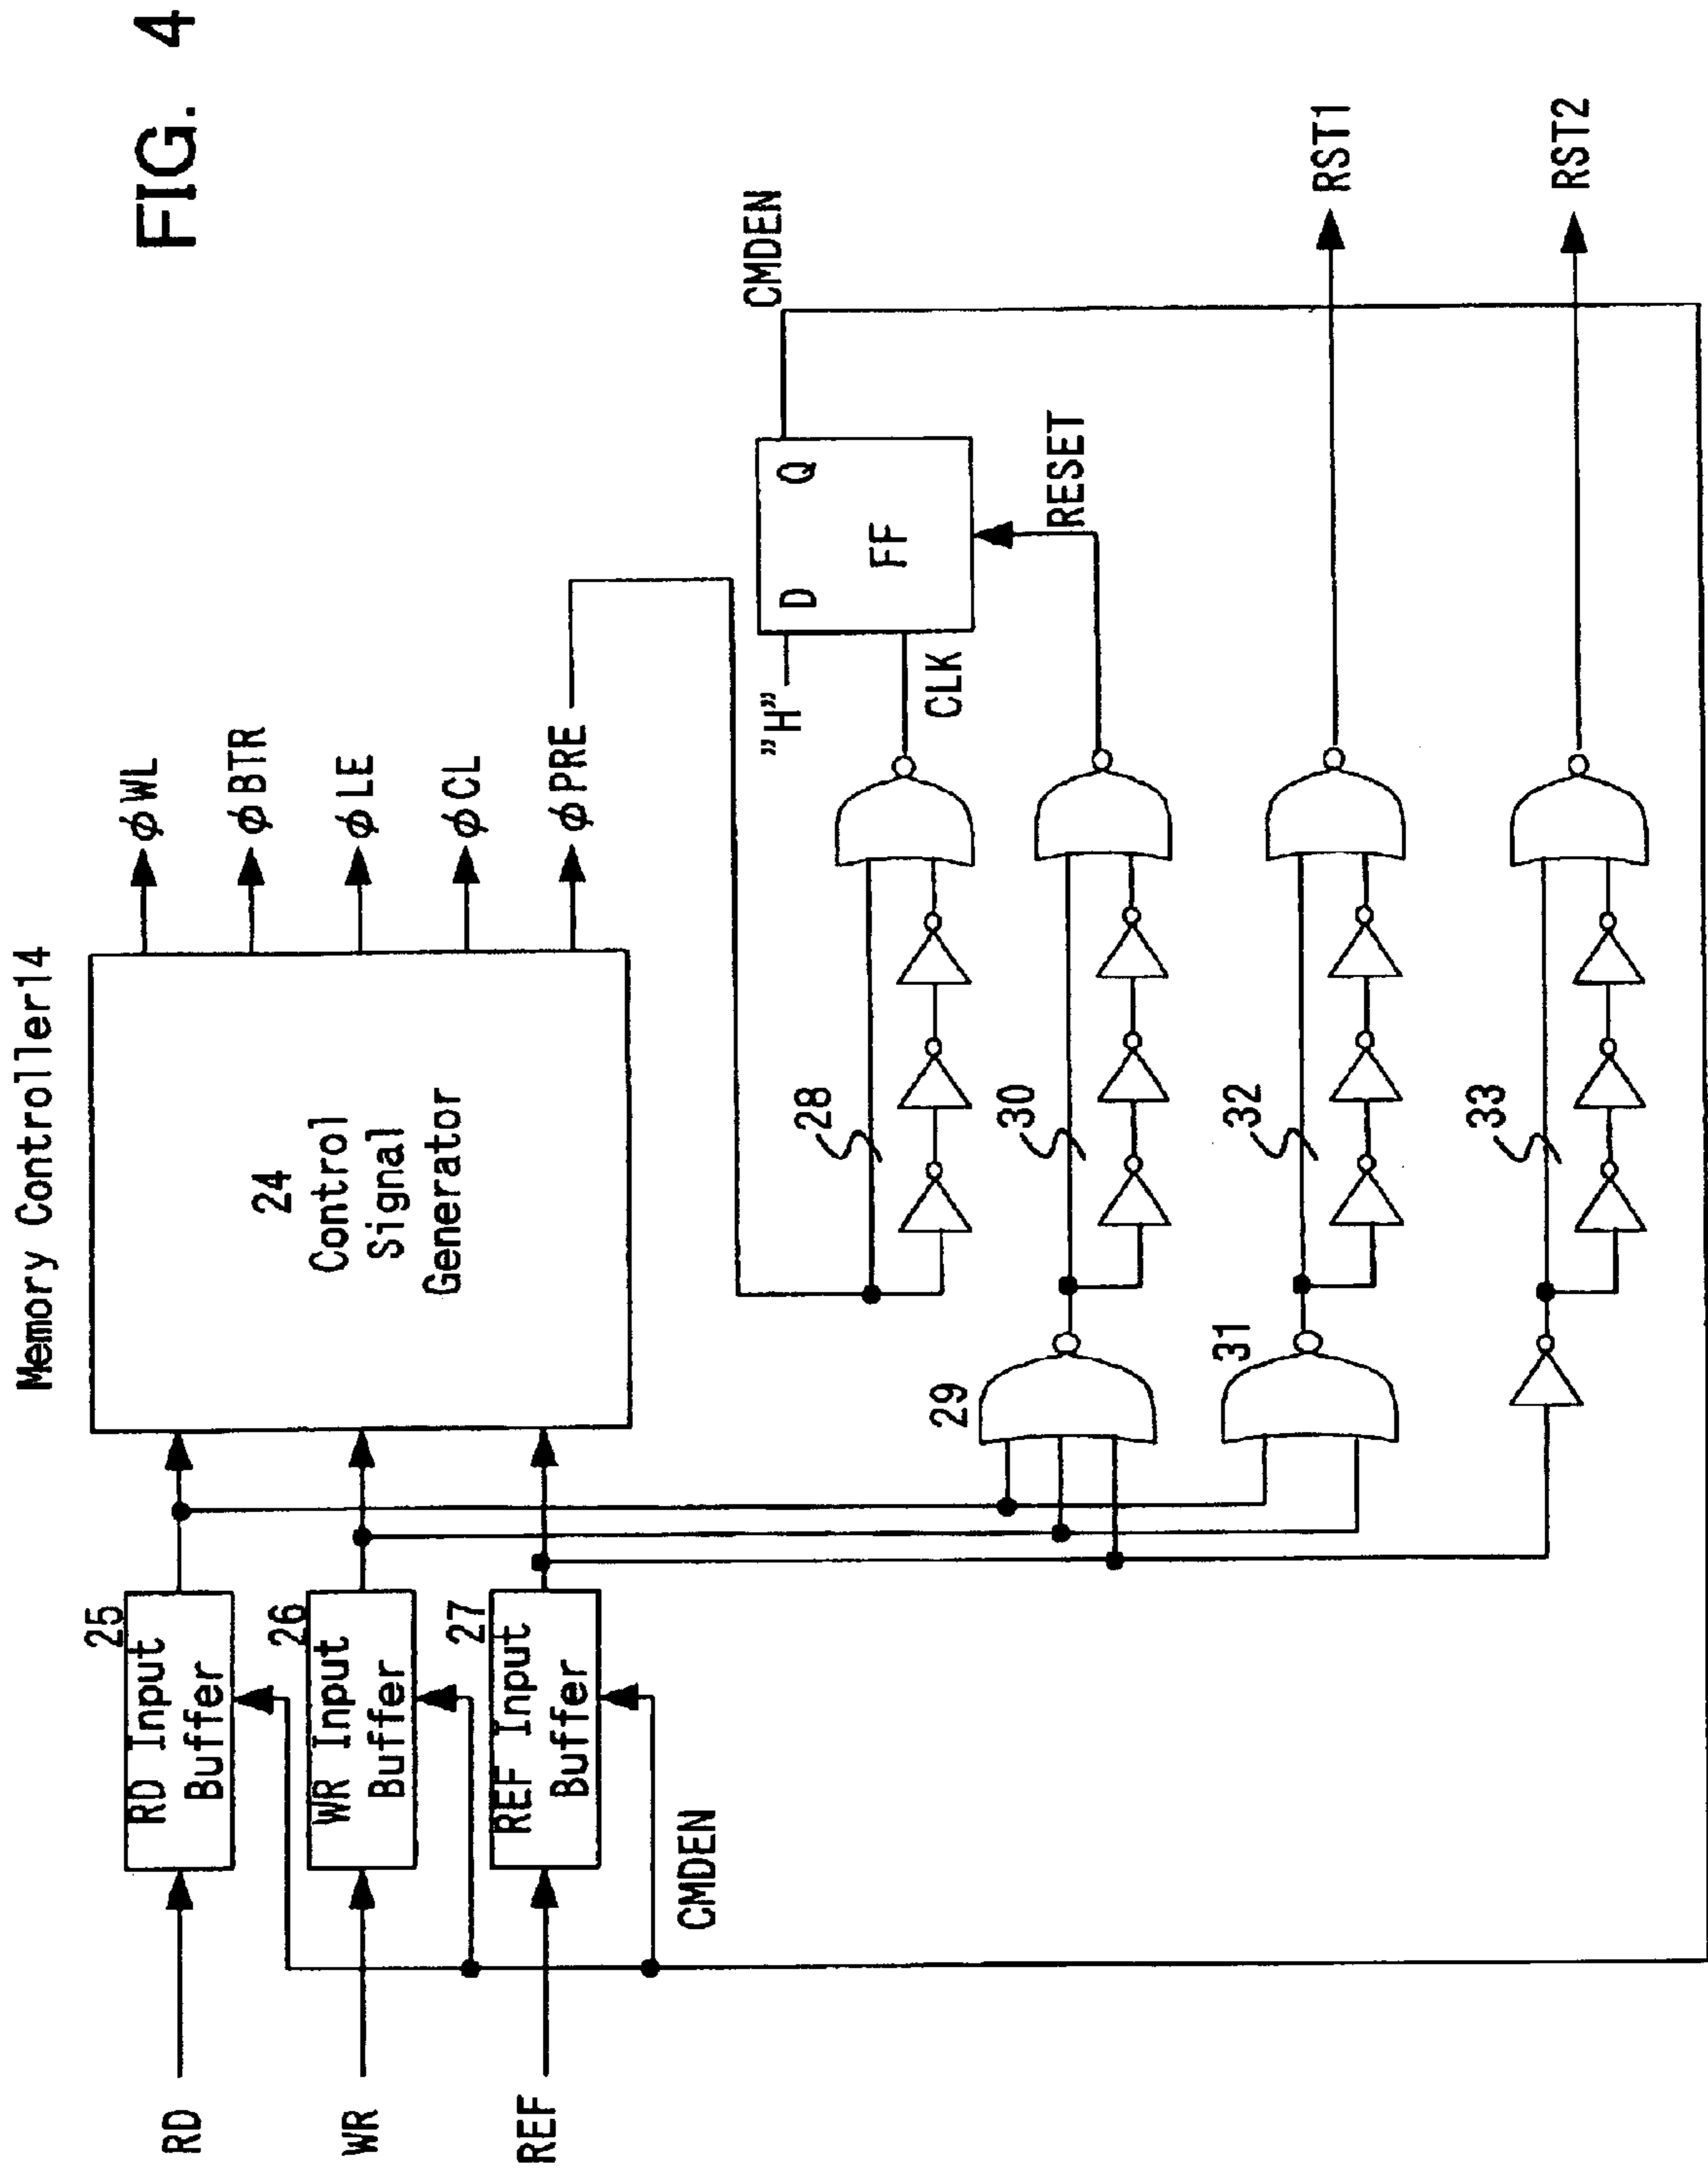 FIG. 4
Memory Controller14
RD
WR
REF
25
RD Input
Buffer
26
WR Input
Buffer
27
REF Input
Buffer
CMDEN
24
Control
Signal
Generator
φWL
φBTR
φLE
φCL
φPRE
28
"H"
D
Q
FF
CLK
CMDEN
RESET
29
30
31
32
RST1
33
RST2